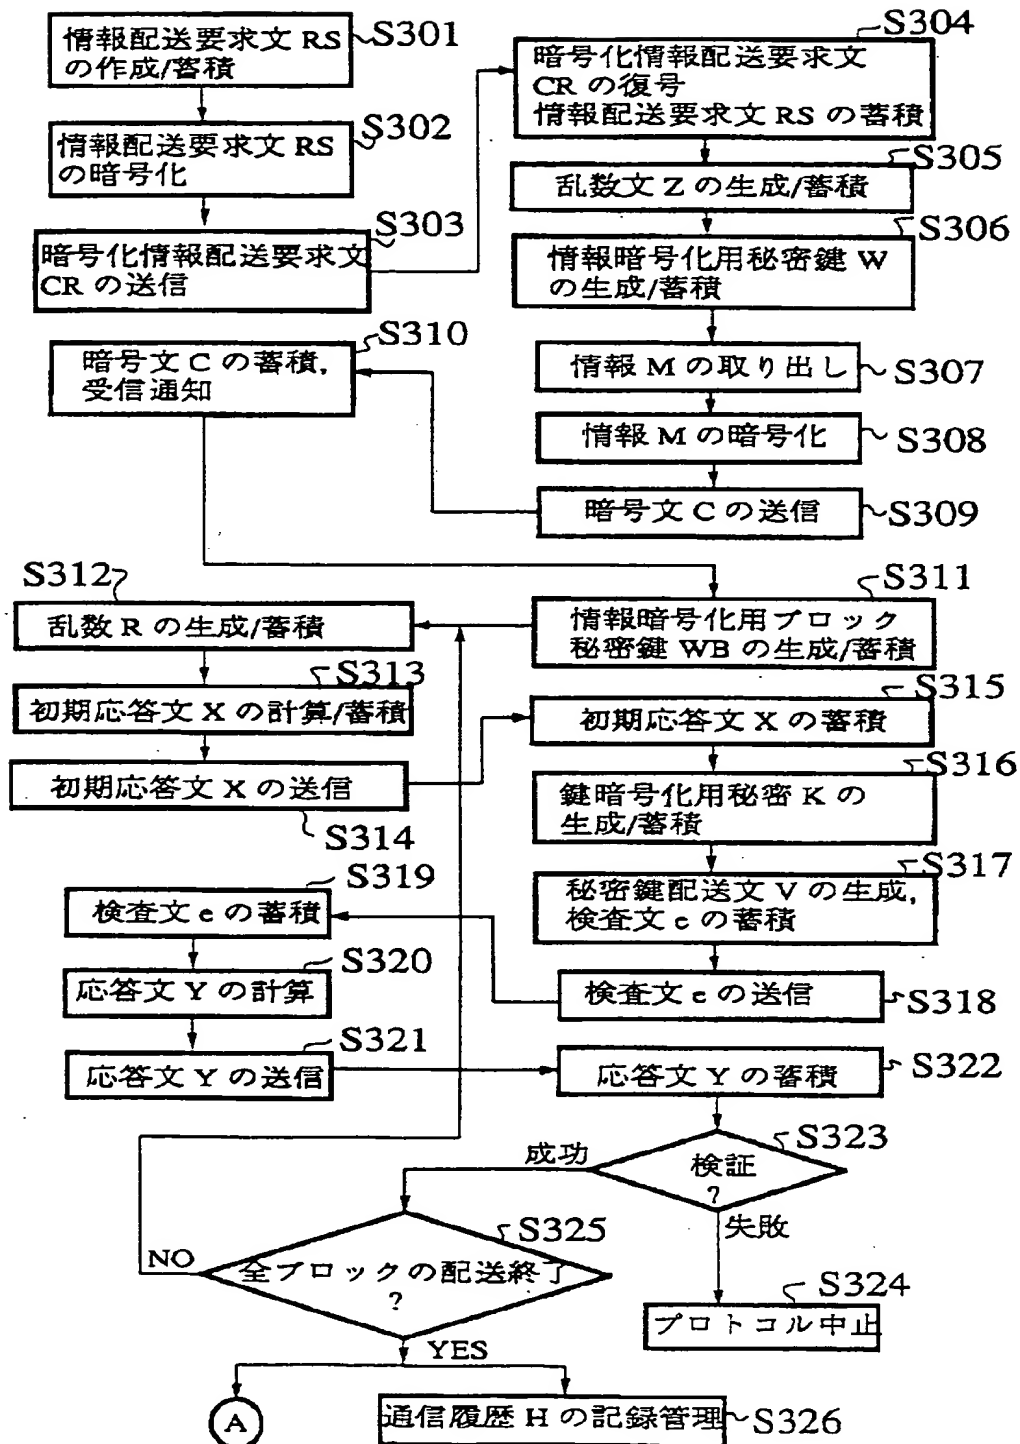 情報配送要求文 RS
の作成/蓄積
S301
情報配送要求文 RS
の暗号化
S302
暗号化情報配送要求文
CR の送信
S303
暗号化情報配送要求文
CR の復号
情報配送要求文 RS の蓄積
S304
乱数文 Z の生成/蓄積
S305
情報暗号化用秘密鍵 W
の生成/蓄積
S306
情報 M の取り出し
S307
情報 M の暗号化
S308
暗号文 C の送信
S309
暗号文 C の蓄積,
受信通知
S310
情報暗号化用ブロック
秘密鍵 WB の生成/蓄積
S311
S312
乱数 R の生成/蓄積
S313
初期応答文 X の計算/蓄積
初期応答文 X の送信
S314
S315
初期応答文 X の蓄積
S316
鍵暗号化用秘密 K の
生成/蓄積
S317
秘密鍵配送文 V の生成,
検査文 e の蓄積
検査文 e の送信
S318
S319
検査文 e の蓄積
S320
応答文 Y の計算
S321
応答文 Y の送信
応答文 Y の蓄積
S322
S323
検証
?
成功
失敗
S324
プロトコル中止
S325
全ブロックの配送終了
?
NO
YES
A
通信履歴 H の記録管理
S326